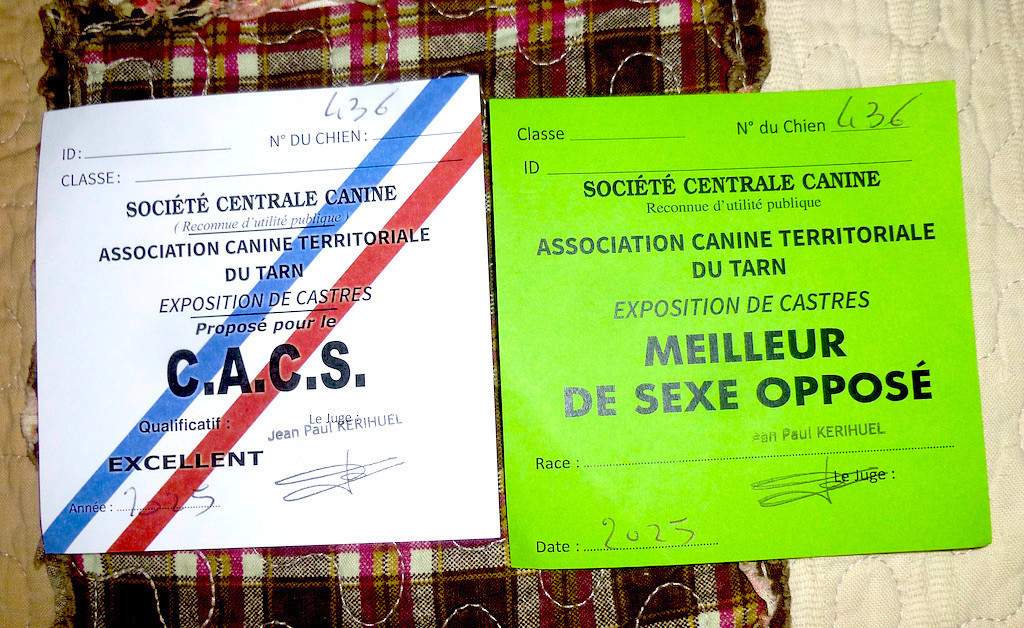 436
N° DU CHIEN :
ID :
CLASSE :
SOCIÉTÉ CENTRALE CANINE
( Reconnue d'utilité publique )
ASSOCIATION CANINE TERRITORIALE
DU TARN
EXPOSITION DE CASTRES
Proposé pour le
C.A.C.S.
Qualificatif :
Le Juge :
Jean Paul KERIHUEL
EXCELLENT
Année : 2025
Classe
N° du Chien 436
ID
SOCIÉTÉ CENTRALE CANINE
Reconnue d'utilité publique
ASSOCIATION CANINE TERRITORIALE
DU TARN
EXPOSITION DE CASTRES
MEILLEUR
DE SEXE OPPOSÉ
Jean Paul KERIHUEL
Race :
Le Juge :
Date : 2025